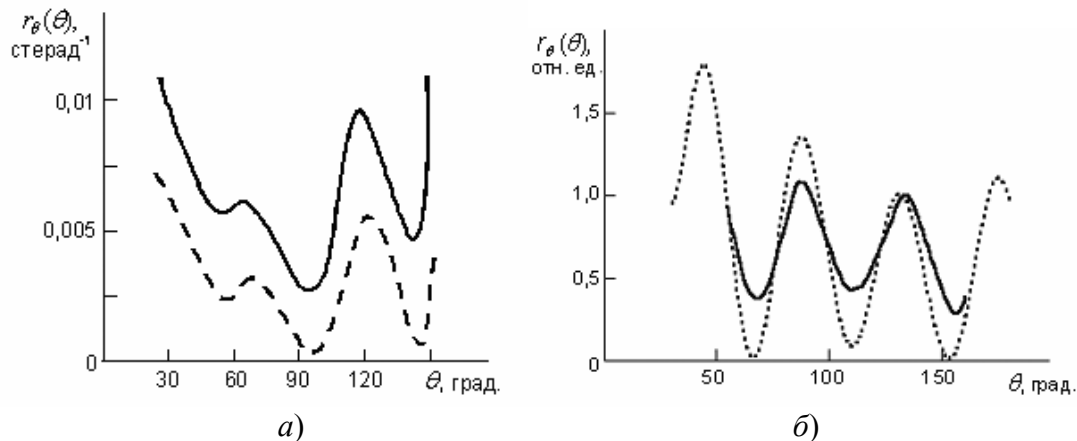 r_θ(θ),
стерад⁻¹
0,01
0,005
0
30 60 90 120 θ, град.
а)
r_θ(θ),
отн. ед.
1,5
1,0
0,5
0
50 100 150 θ, град.
б)